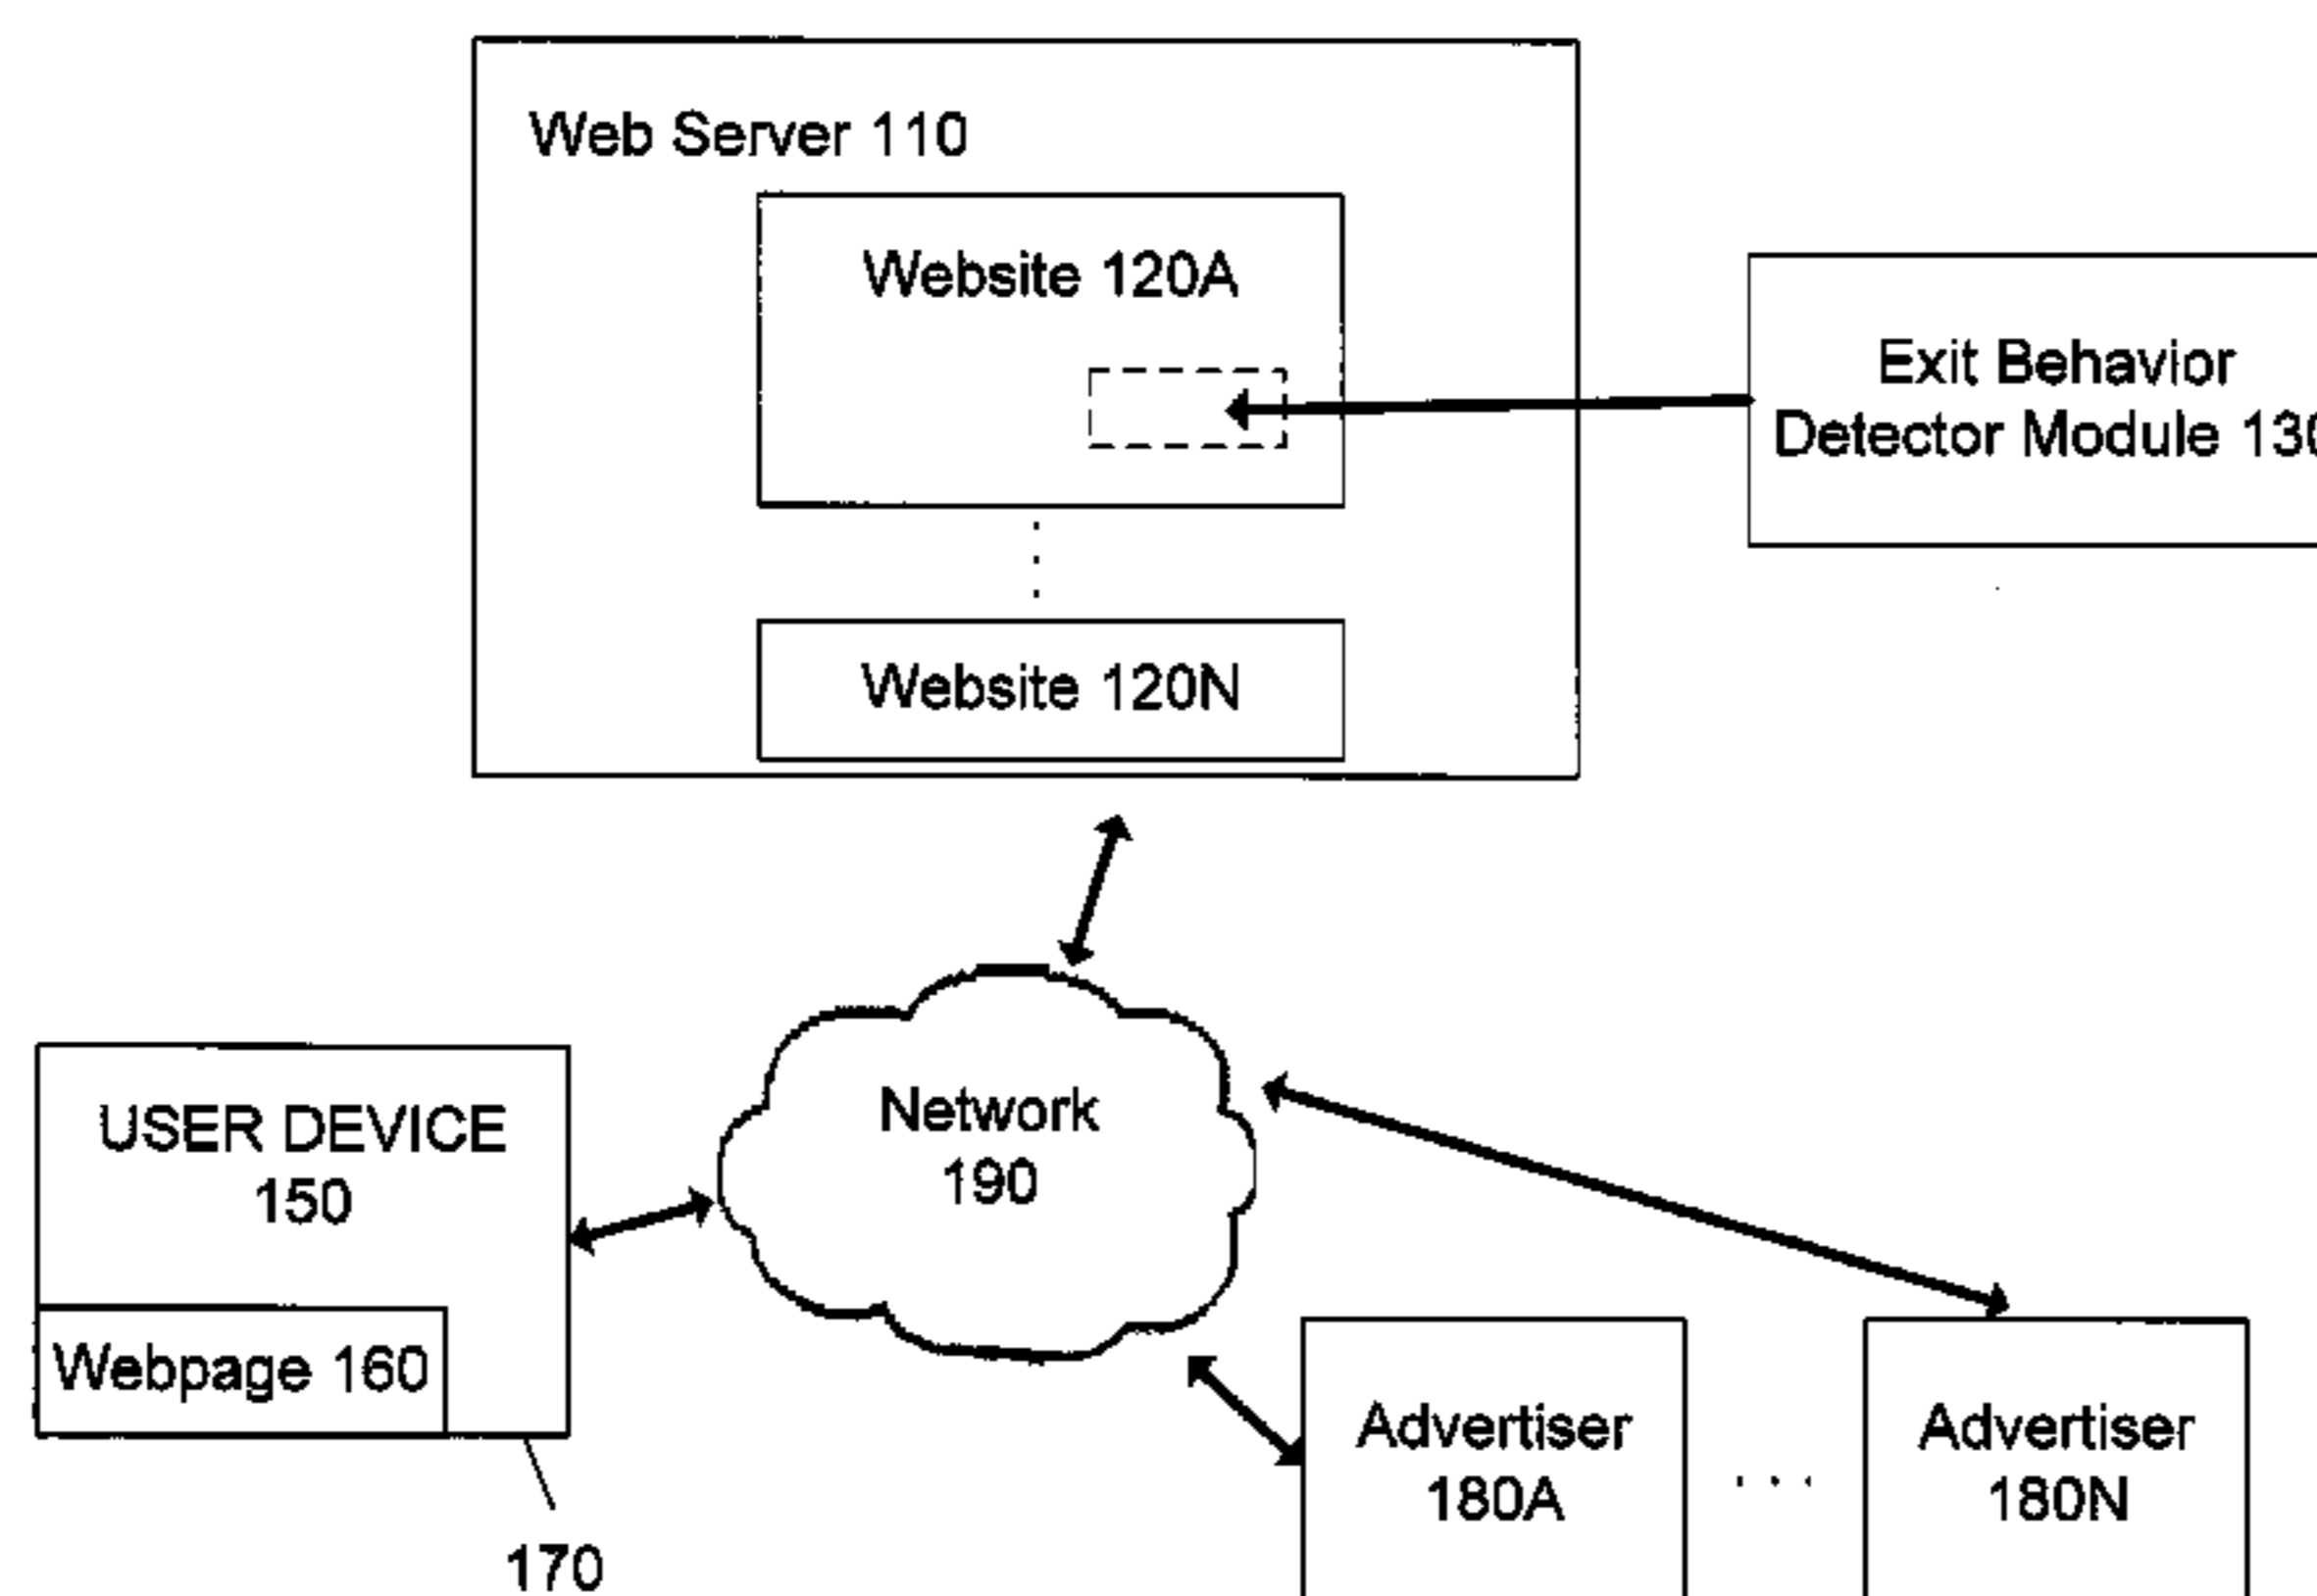 Web Server 110
Website 120A
Exit Behavior
Detector Module 130
Website 120N
USER DEVICE
150
Webpage 160
170
Network
190
Advertiser
180A
. . .
Advertiser
180N